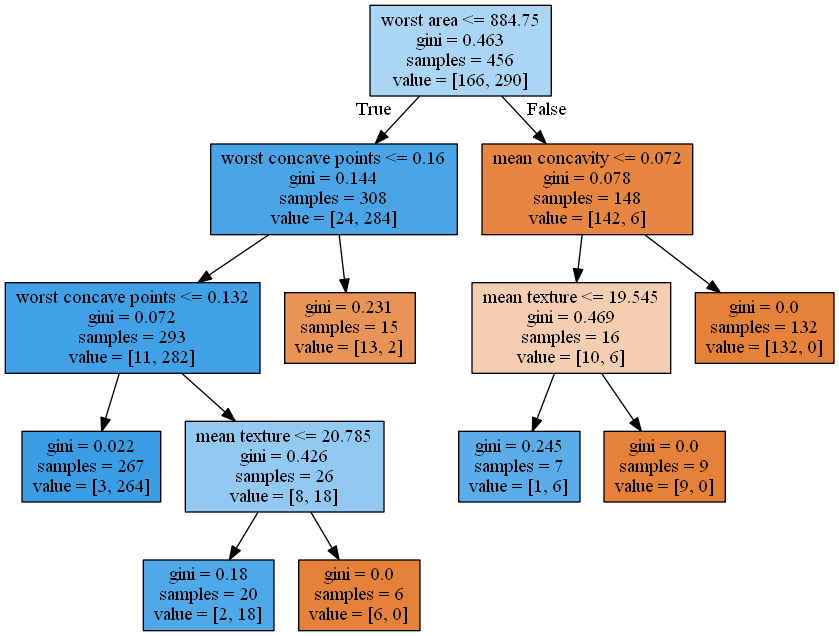 worst area <= 884.75
gini = 0.463
samples = 456
value = [166, 290]
True
False
worst concave points <= 0.16
gini = 0.144
samples = 308
value = [24, 284]
mean concavity <= 0.072
gini = 0.078
samples = 148
value = [142, 6]
worst concave points <= 0.132
gini = 0.072
samples = 293
value = [11, 282]
gini = 0.231
samples = 15
value = [13, 2]
mean texture <= 19.545
gini = 0.469
samples = 16
value = [10, 6]
gini = 0.0
samples = 132
value = [132, 0]
gini = 0.022
samples = 267
value = [3, 264]
mean texture <= 20.785
gini = 0.426
samples = 26
value = [8, 18]
gini = 0.245
samples = 7
value = [1, 6]
gini = 0.0
samples = 9
value = [9, 0]
gini = 0.18
samples = 20
value = [2, 18]
gini = 0.0
samples = 6
value = [6, 0]